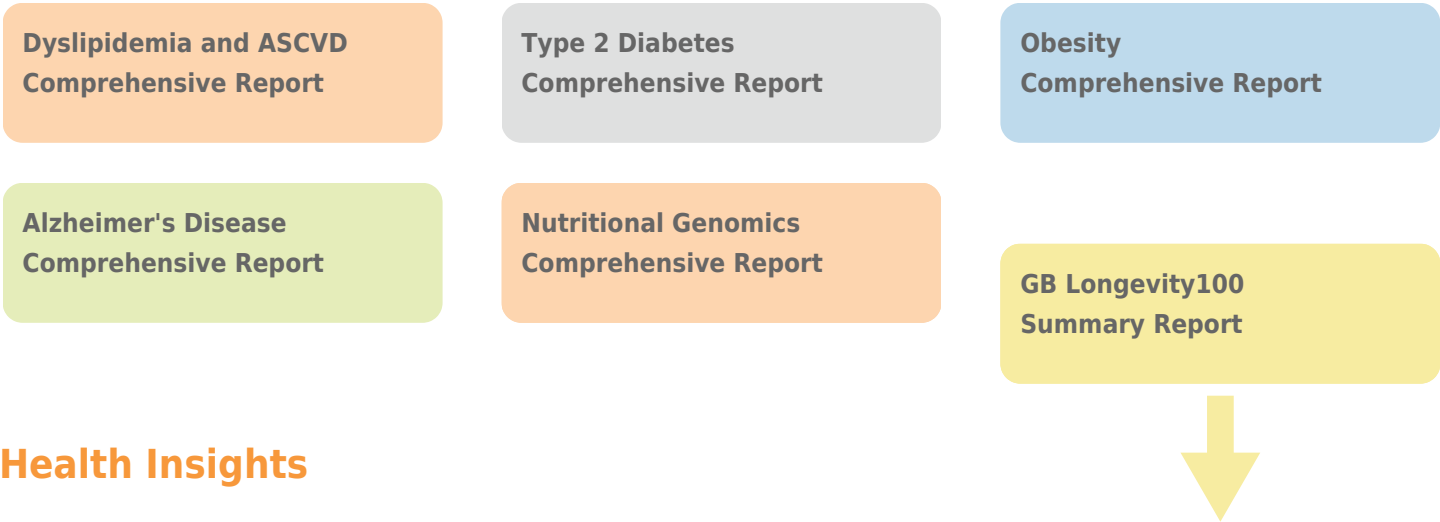 Dyslipidemia and ASCVD
Comprehensive Report
Type 2 Diabetes
Comprehensive Report
Obesity
Comprehensive Report
Alzheimer's Disease
Comprehensive Report
Nutritional Genomics
Comprehensive Report
GB Longevity100
Summary Report
Health Insights